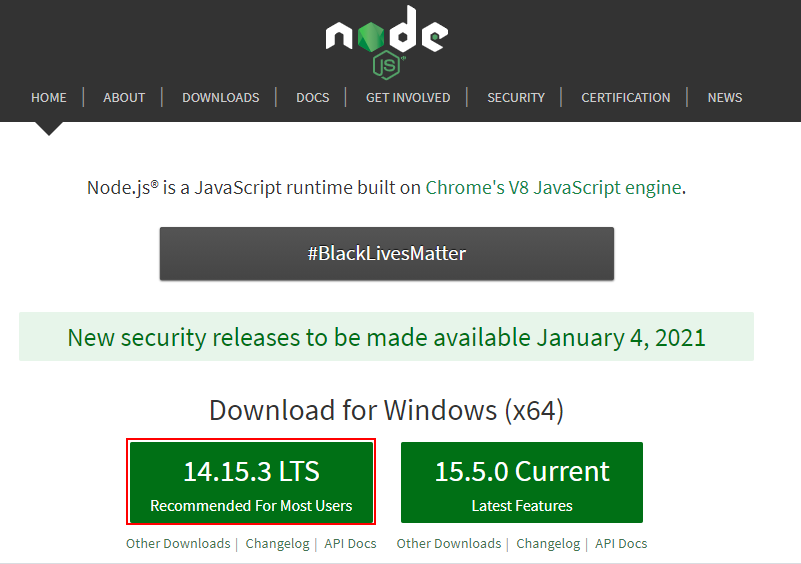 node
JS®
HOME | ABOUT | DOWNLOADS | DOCS | GET INVOLVED | SECURITY | CERTIFICATION | NEWS
Node.js® is a JavaScript runtime built on Chrome's V8 JavaScript engine.
#BlackLivesMatter
New security releases to be made available January 4, 2021
Download for Windows (x64)
14.15.3 LTS
Recommended For Most Users
15.5.0 Current
Latest Features
Other Downloads | Changelog | API Docs
Other Downloads | Changelog | API Docs